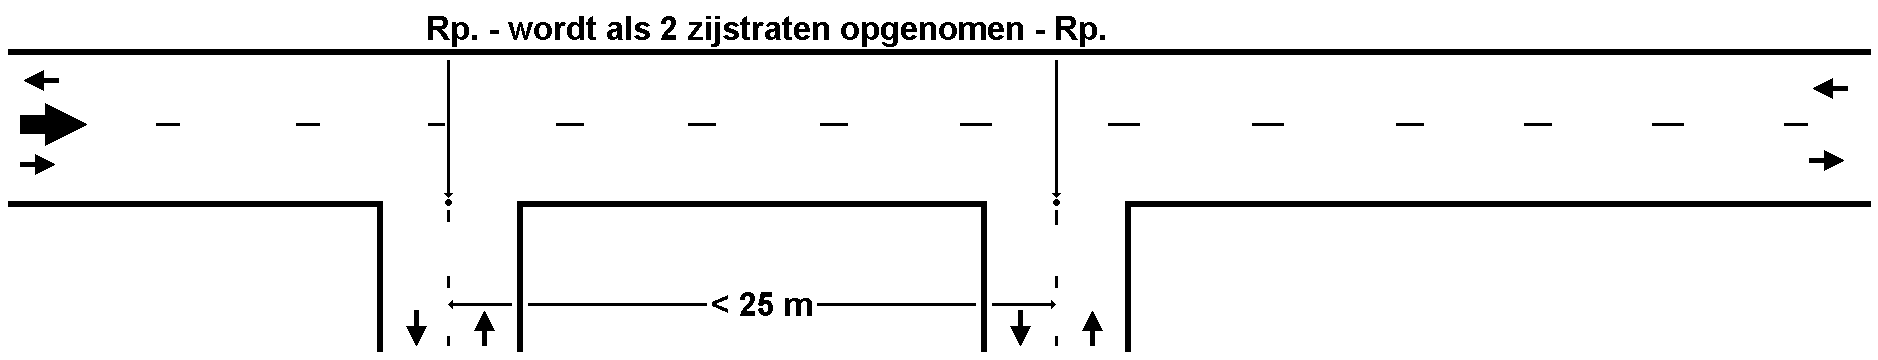 Rp. - wordt als 2 zijstraten opgenomen - Rp.
< 25 m